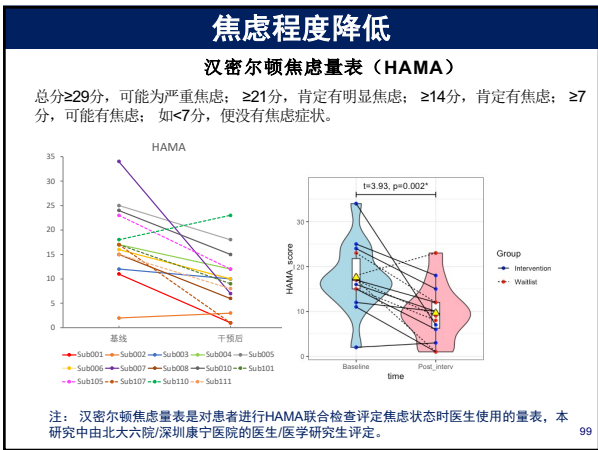 焦虑程度降低
汉密尔顿焦虑量表（HAMA）
总分≥29分，可能为严重焦虑； ≥21分，肯定有明显焦虑； ≥14分，肯定有焦虑； ≥7
分，可能有焦虑； 如<7分，便没有焦虑症状。
HAMA
35
30
25
20
15
10
5
0
基线 干预后
Sub001 Sub002 Sub003 Sub004 Sub005
Sub006 Sub007 Sub008 Sub010 Sub101
Sub105 Sub107 Sub110 Sub111
t=3.93, p=0.002*
HAMA_score
30
20
10
0
Baseline Post_interv
time
Group
Intervention
Waitlist
注： 汉密尔顿焦虑量表是对患者进行HAMA联合检查评定焦虑状态时医生使用的量表，本
研究中由北大六院/深圳康宁医院的医生/医学研究生评定。
99